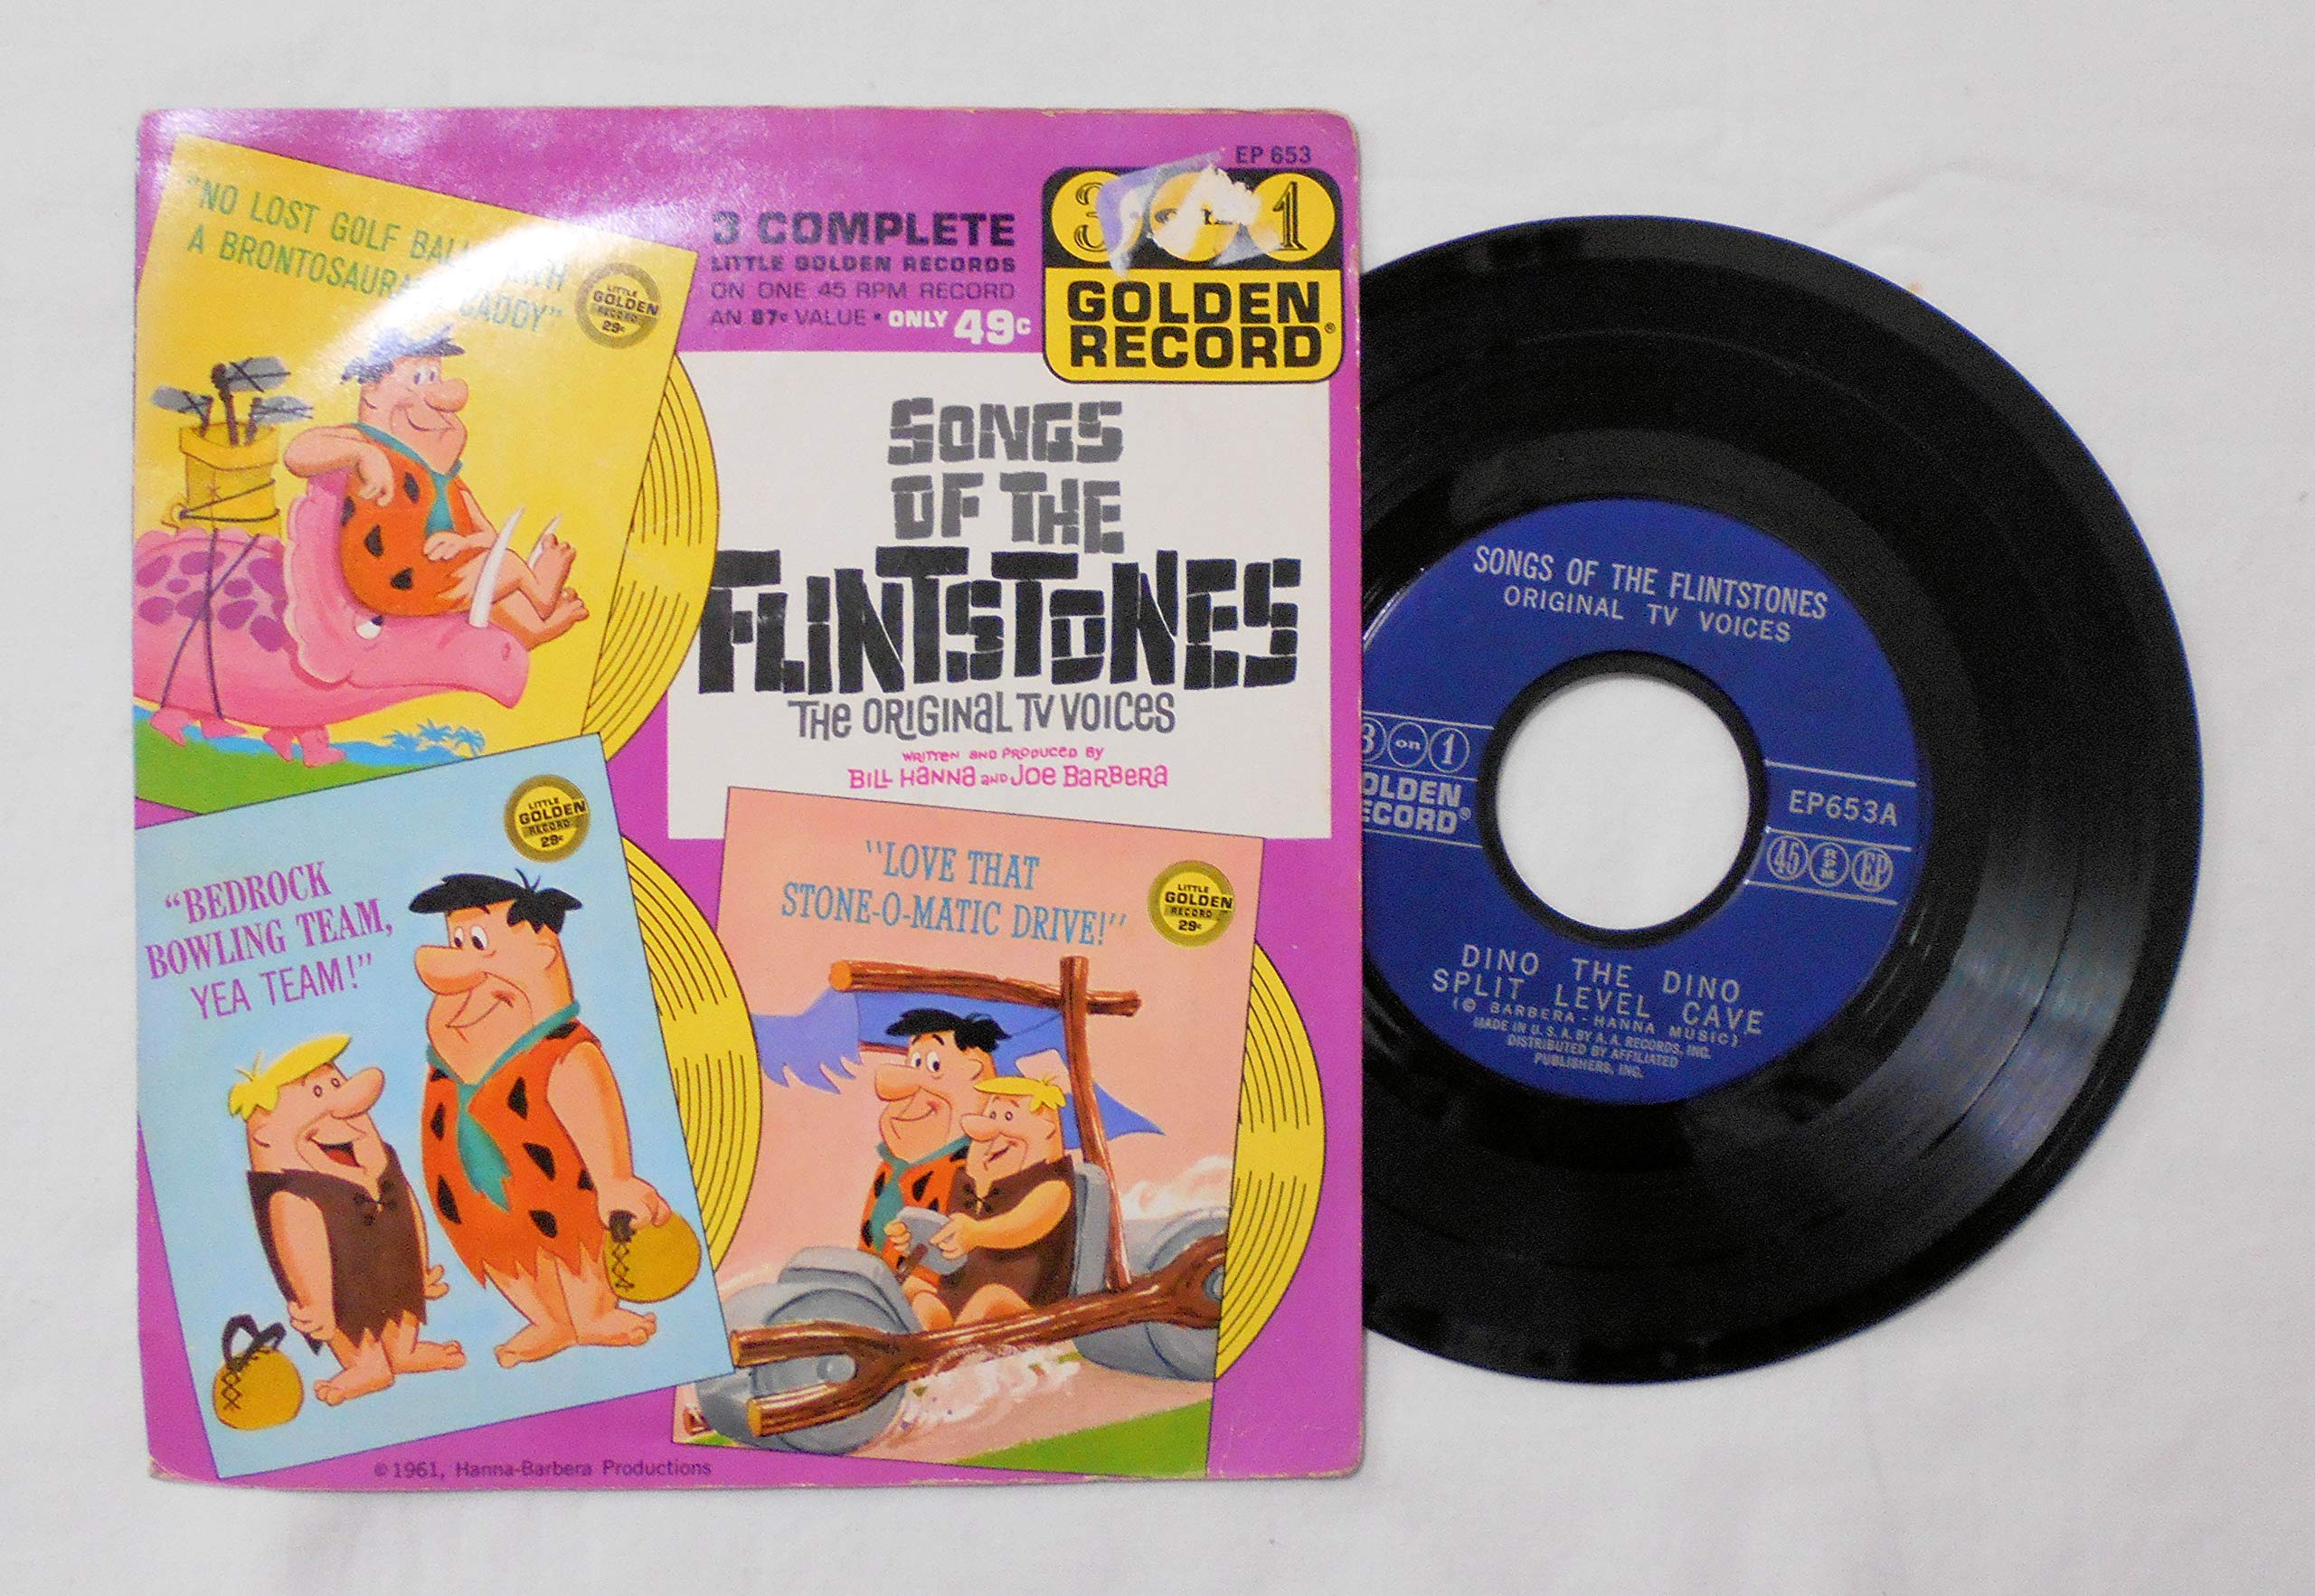 EP 653
3 COMPLETE
LITTLE GOLDEN RECORDS
ON ONE 45 RPM RECORD
AN 87¢ VALUE • ONLY 49¢
3 1
GOLDEN
RECORD®
"NO LOST GOLF
A CADDY"
LITTLE
GOLDEN
RECORD
29¢
SONGS
OF THE
FLINTSTONES
THE ORIGINAL TV VOICES
WRITTEN AND PRODUCED BY
BILL HANNA AND JOE BARBERA
LITTLE
GOLDEN
RECORD
29¢
"BEDROCK
BOWLING TEAM,
YEA TEAM!"
"LOVE THAT
STONE-O-MATIC DRIVE!"
LITTLE
GOLDEN
RECORD
29¢
© 1961, Hanna-Barbera Productions
SONGS OF THE FLINTSTONES
ORIGINAL TV VOICES
3 on 1
OLDEN
ECORD®
EP653A
45 RPM EP
DINO THE DINO
SPLIT LEVEL CAVE
(© BARBERA - HANNA MUSIC)
MADE IN U.S.A. BY A.A. RECORDS, INC.
DISTRIBUTED BY AFFILIATED
PUBLISHERS, INC.